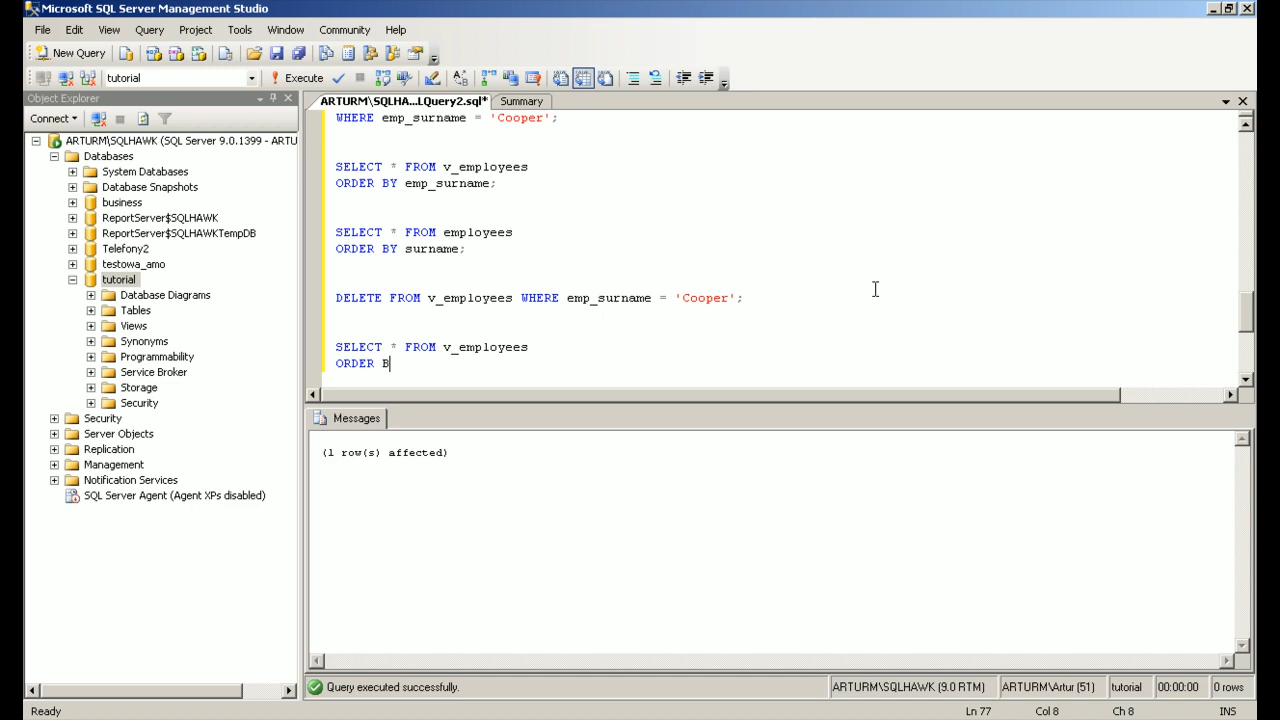 Microsoft SQL Server Management Studio
File Edit View Query Project Tools Window Community Help
New Query
tutorial Execute
Object Explorer
Connect
ARTURM\SQLHAWK (SQL Server 9.0.1399 - ARTU
Databases
System Databases
Database Snapshots
business
ReportServer$SQLHAWK
ReportServer$SQLHAWKTempDB
Telefony2
testowa_amo
tutorial
Database Diagrams
Tables
Views
Synonyms
Programmability
Service Broker
Storage
Security
Security
Server Objects
Replication
Management
Notification Services
SQL Server Agent (Agent XPs disabled)
ARTURM\SQLHA...LQuery2.sql* Summary
WHERE emp_surname = 'Cooper';
SELECT * FROM v_employees
ORDER BY emp_surname;
SELECT * FROM employees
ORDER BY surname;
DELETE FROM v_employees WHERE emp_surname = 'Cooper';
SELECT * FROM v_employees
ORDER B
Messages
(1 row(s) affected)
Query executed successfully. ARTURM\SQLHAWK (9.0 RTM) ARTURM\Artur (51) tutorial 00:00:00 0 rows
Ready Ln 77 Col 8 Ch 8 INS